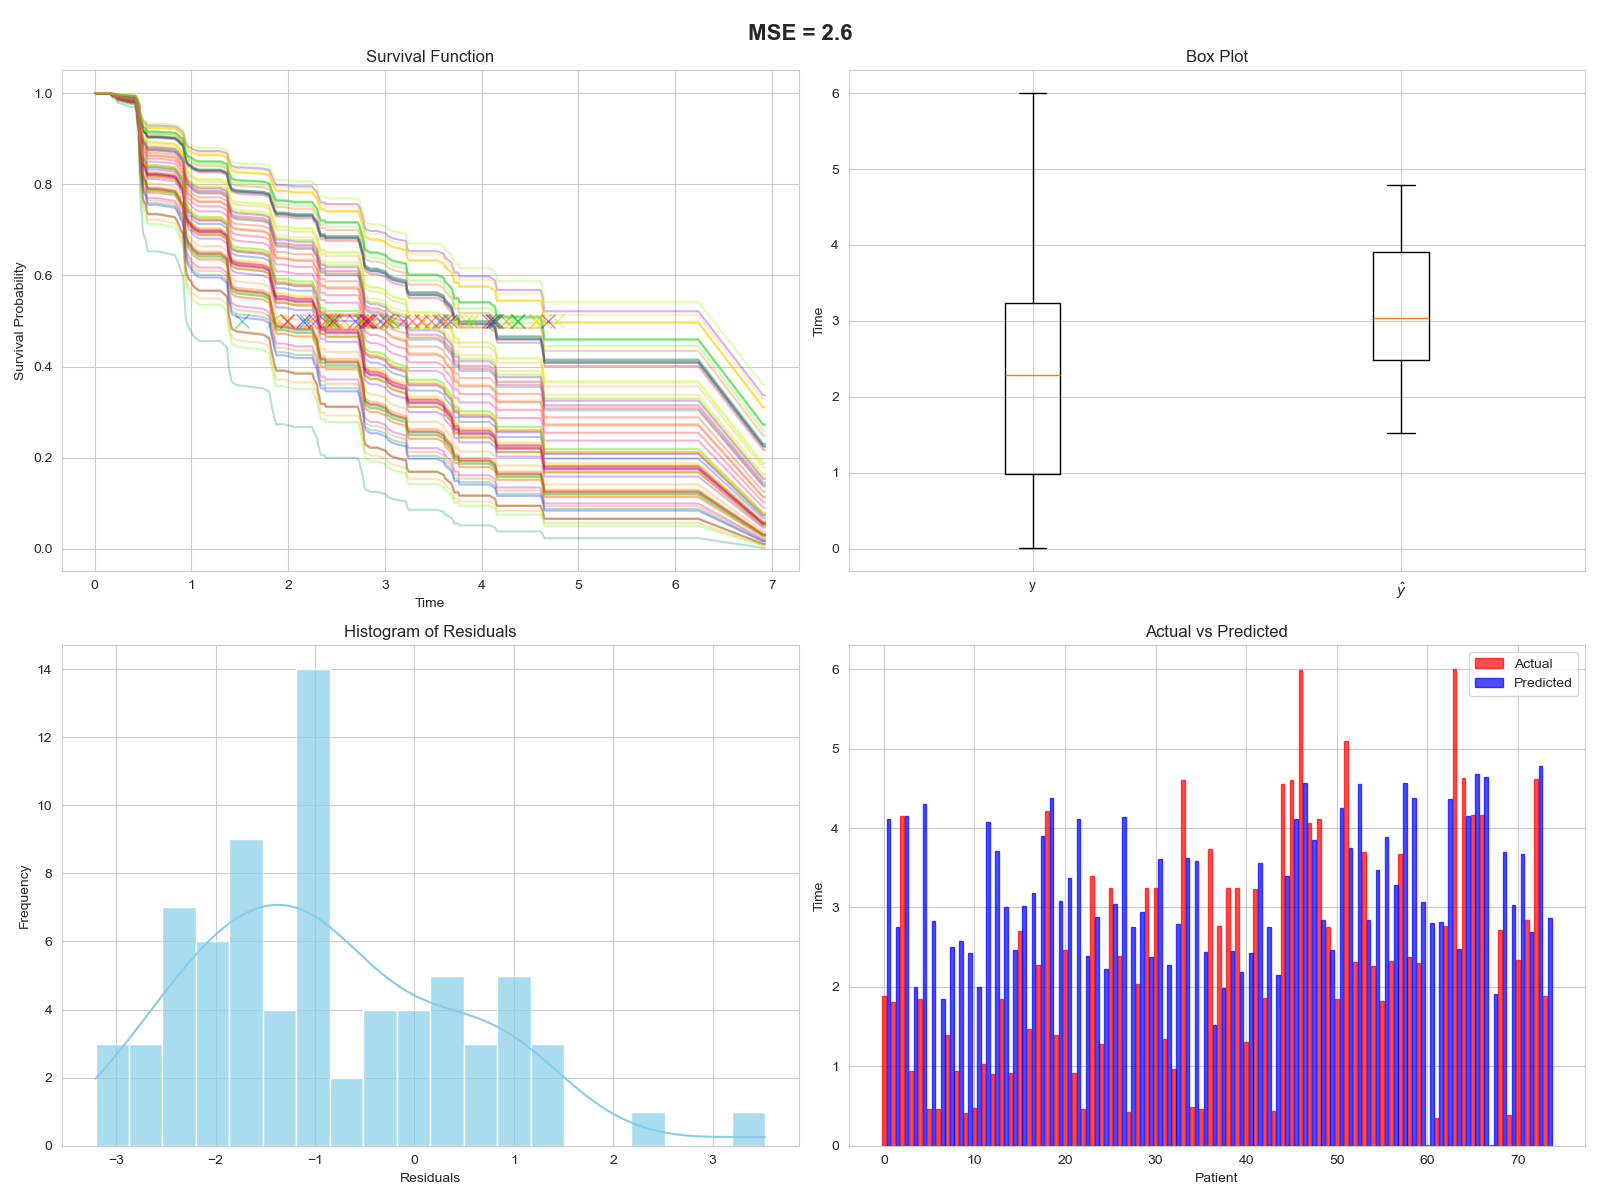 MSE = 2.6
Survival Function
Survival Probability
1.0
0.8
0.6
0.4
0.2
0.0
0 1 2 3 4 5 6 7
Time
Box Plot
Time
6
5
4
3
2
1
0
y ŷ
Histogram of Residuals
Frequency
14
12
10
8
6
4
2
0
−3 −2 −1 0 1 2 3
Residuals
Actual vs Predicted
Actual
Predicted
Time
6
5
4
3
2
1
0
0 10 20 30 40 50 60 70
Patient